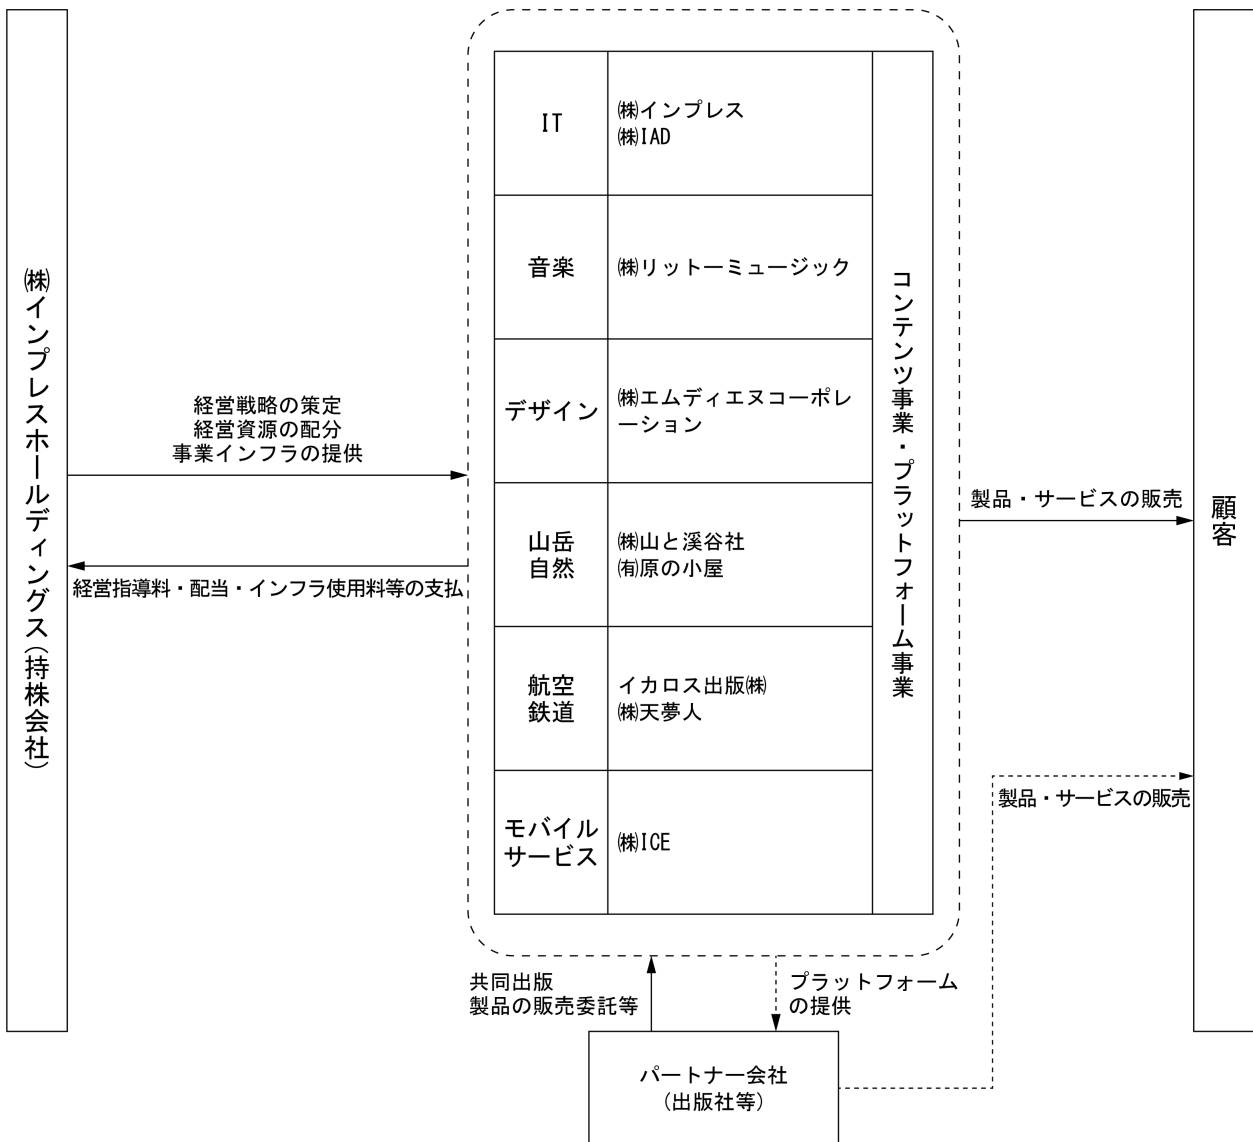 ㈱インプレスホールディングス(持株会社)
経営戦略の策定
経営資源の配分
事業インフラの提供
経営指導料・配当・インフラ使用料等の支払
IT
㈱インプレス
㈱IAD
音楽
㈱リットーミュージック
デザイン
㈱エムディエヌコーポレ
ーション
山岳
自然
㈱山と溪谷社
㈲原の小屋
航空
鉄道
イカロス出版㈱
㈱天夢人
モバイル
サービス
㈱ICE
コンテンツ事業・プラットフォーム事業
製品・サービスの販売
顧客
製品・サービスの販売
共同出版
製品の販売委託等
プラットフォーム
の提供
パートナー会社
(出版社等)